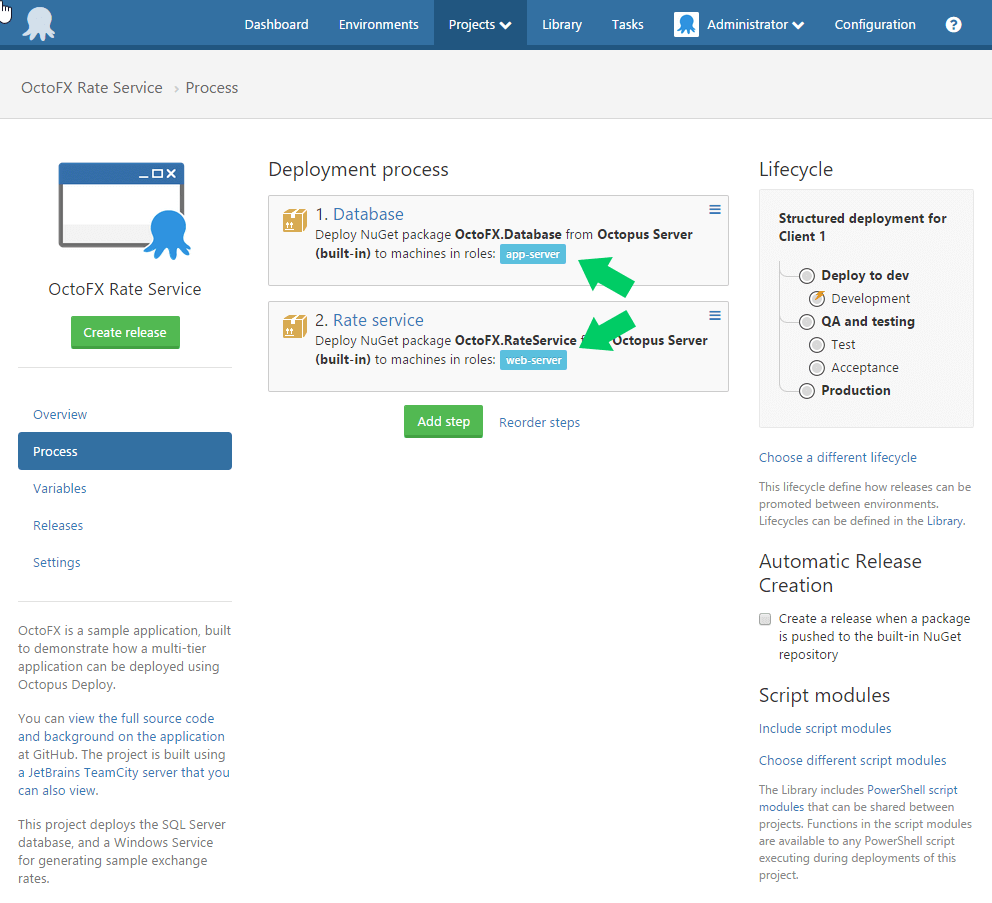 Dashboard Environments Projects Library Tasks Administrator Configuration ?
OctoFX Rate Service › Process
OctoFX Rate Service
Create release
Overview
Process
Variables
Releases
Settings
OctoFX is a sample application, built
to demonstrate how a multi-tier
application can be deployed using
Octopus Deploy.
You can view the full source code
and background on the application
at GitHub. The project is built using
a JetBrains TeamCity server that you
can also view.
This project deploys the SQL Server
database, and a Windows Service
for generating sample exchange
rates.
Deployment process
1. Database
Deploy NuGet package OctoFX.Database from Octopus Server
(built-in) to machines in roles: app-server
2. Rate service
Deploy NuGet package OctoFX.RateService Octopus Server
(built-in) to machines in roles: web-server
Add step Reorder steps
Lifecycle
Structured deployment for
Client 1
Deploy to dev
Development
QA and testing
Test
Acceptance
Production
Choose a different lifecycle
This lifecycle define how releases can be
promoted between environments.
Lifecycles can be defined in the Library.
Automatic Release
Creation
Create a release when a package
is pushed to the built-in NuGet
repository
Script modules
Include script modules
Choose different script modules
The Library includes PowerShell script
modules that can be shared between
projects. Functions in the script modules
are available to any PowerShell script
executing during deployments of this
project.